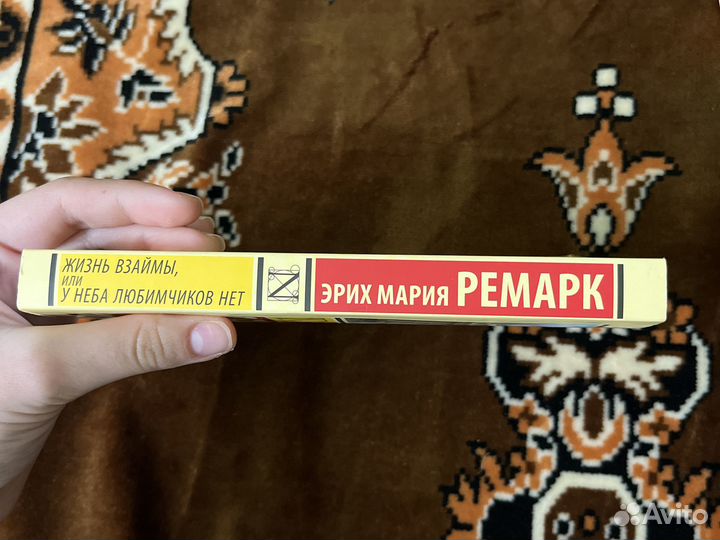 ЖИЗНЬ ВЗАЙМЫ,
ИЛИ
У НЕБА ЛЮБИМЧИКОВ НЕТ
ЭРИХ МАРИЯ РЕМАРК
Avito